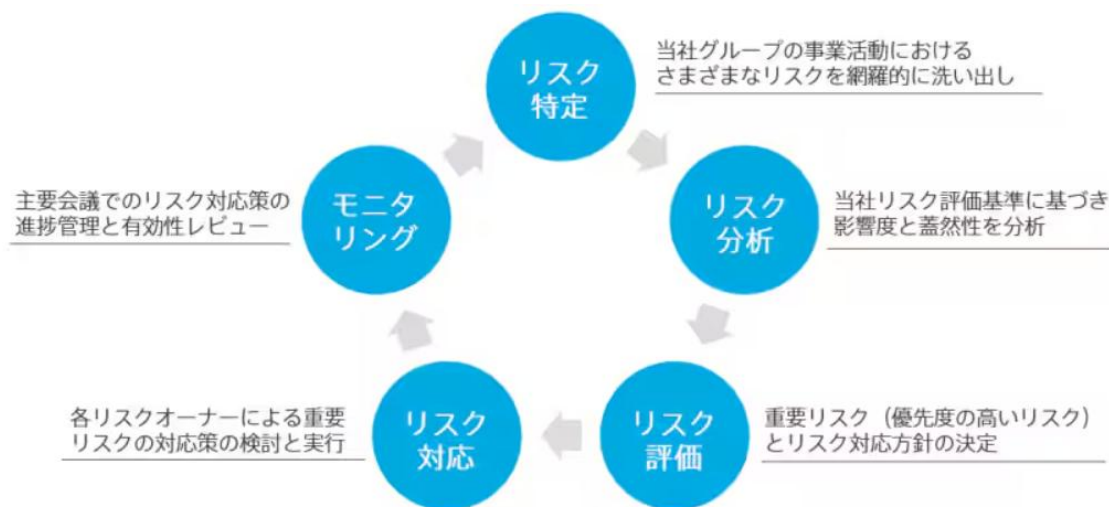 リスク
特定
当社グループの事業活動における
さまざまなリスクを網羅的に洗い出し
リスク
分析
当社リスク評価基準に基づき
影響度と蓋然性を分析
リスク
評価
重要リスク（優先度の高いリスク）
とリスク対応方針の決定
リスク
対応
各リスクオーナーによる重要
リスクの対応策の検討と実行
モニタ
リング
主要会議でのリスク対応策の
進捗管理と有効性レビュー